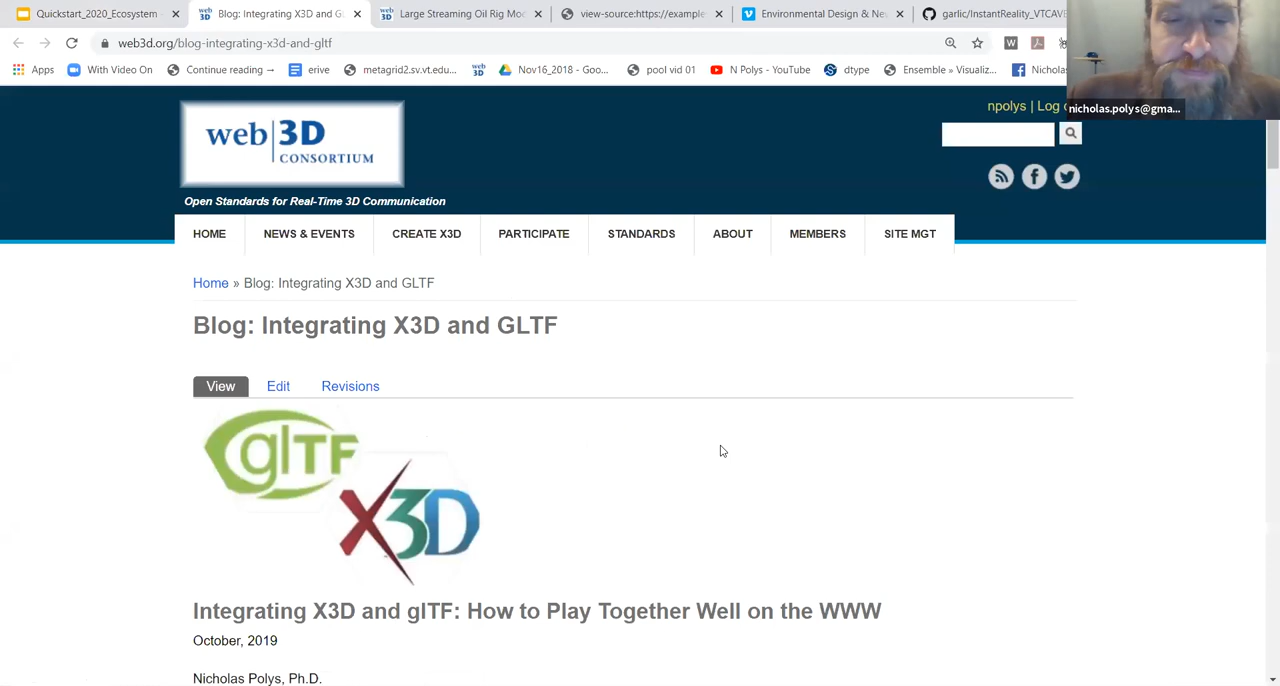 Quickstart_2020_Ecosystem
Blog: Integrating X3D and G
Large Streaming Oil Rig Mo
view-source:https://example
Environmental Design & Ne
garlic/InstantReality_VTCAVE
web3d.org/blog-integrating-x3d-and-gltf
Apps
With Video On
Continue reading →
erive
metagrid2.sv.vt.edu...
Nov16_2018 - Goo...
pool vid 01
N Polys - YouTube
dtype
Ensemble » Visualiz...
Nichola
nicholas.polys@gma...
npolys | Log
web 3D
CONSORTIUM
Open Standards for Real-Time 3D Communication
HOME
NEWS & EVENTS
CREATE X3D
PARTICIPATE
STANDARDS
ABOUT
MEMBERS
SITE MGT
Home » Blog: Integrating X3D and GLTF
Blog: Integrating X3D and GLTF
View
Edit
Revisions
glTF
X3D
Integrating X3D and glTF: How to Play Together Well on the WWW
October, 2019
Nicholas Polys, Ph.D.